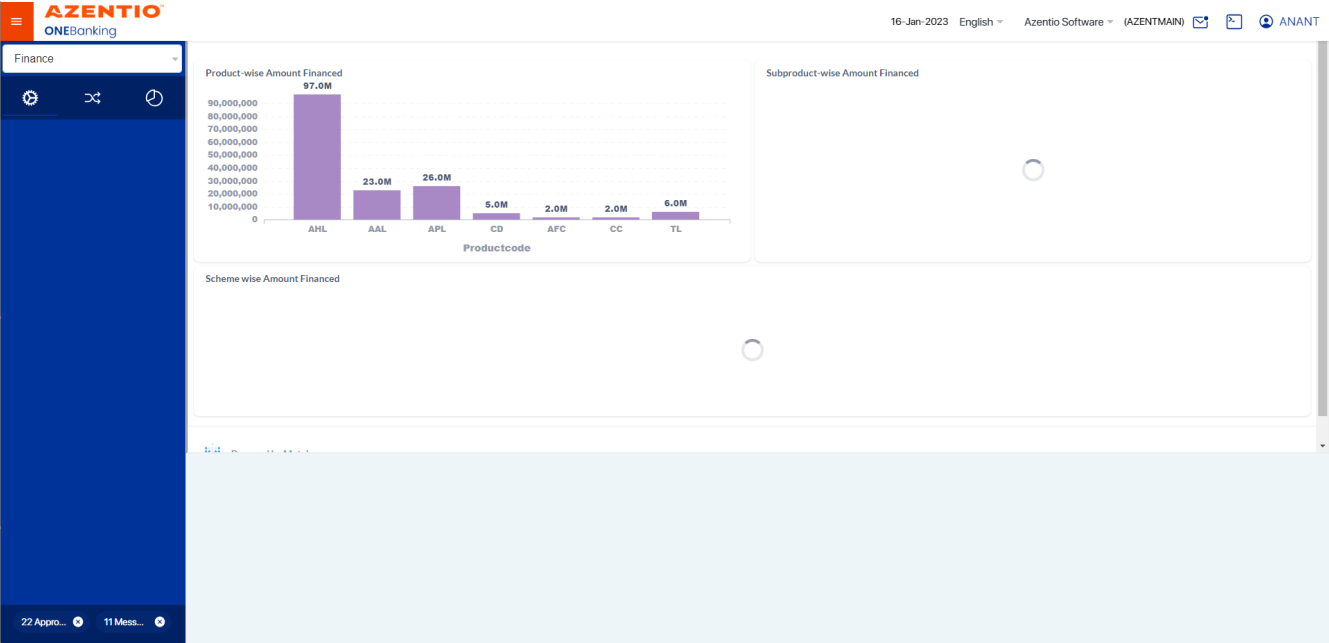 AZENTIO
ONEBanking
16-Jan-2023 English Azentio Software (AZENTMAIN) ANANT
Finance
Product-wise Amount Financed
97.0M
90,000,000
80,000,000
70,000,000
60,000,000
50,000,000
40,000,000
30,000,000
20,000,000
10,000,000
0
23.0M
26.0M
5.0M
2.0M
2.0M
6.0M
AHL AAL APL CD AFC CC TL
Productcode
Subproduct-wise Amount Financed
Scheme wise Amount Financed
22 Appro... 11 Mess...